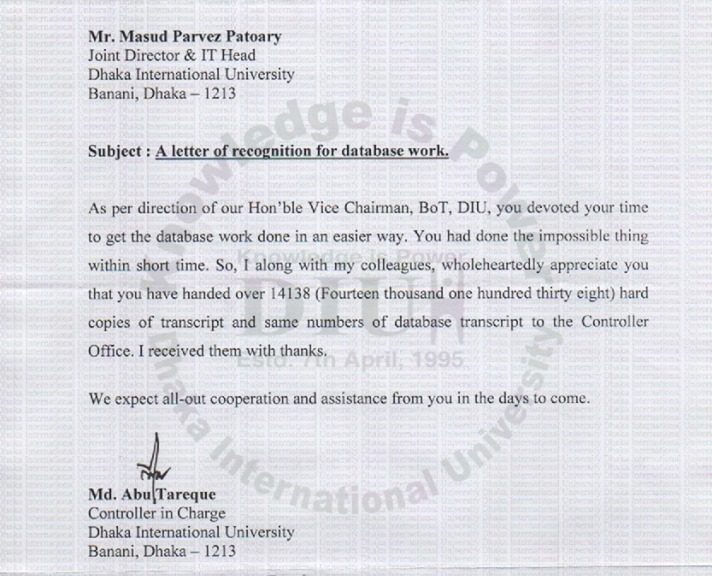 Mr. Masud Parvez Patoary
Joint Director & IT Head
Dhaka International University
Banani, Dhaka – 1213
Subject : A letter of recognition for database work.
As per direction of our Hon'ble Vice Chairman, BoT, DIU, you devoted your time
to get the database work done in an easier way. You had done the impossible thing
within short time. So, I along with my colleagues, wholeheartedly appreciate you
that you have handed over 14138 (Fourteen thousand one hundred thirty eight) hard
copies of transcript and same numbers of database transcript to the Controller
Office. I received them with thanks.
We expect all-out cooperation and assistance from you in the days to come.
Md. Abu Tareque
Controller in Charge
Dhaka International University
Banani, Dhaka – 1213
Knowledge is Power
Knowledge is Power
DIU
Estd. 7th April, 1995
Dhaka International University